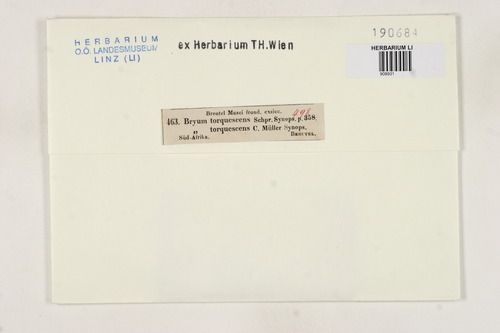 HERBARIUM
O.Ö. LANDESMUSEUM
LINZ (LI)
ex Herbarium TH.Wien
190684
HERBARIUM LI
Breutel Musci frond. exsicc.
463. Bryum torquescens Schpr. Synops. p. 358.
" torquescens C. Müller Synops.
Süd-Afrika. Breutel.